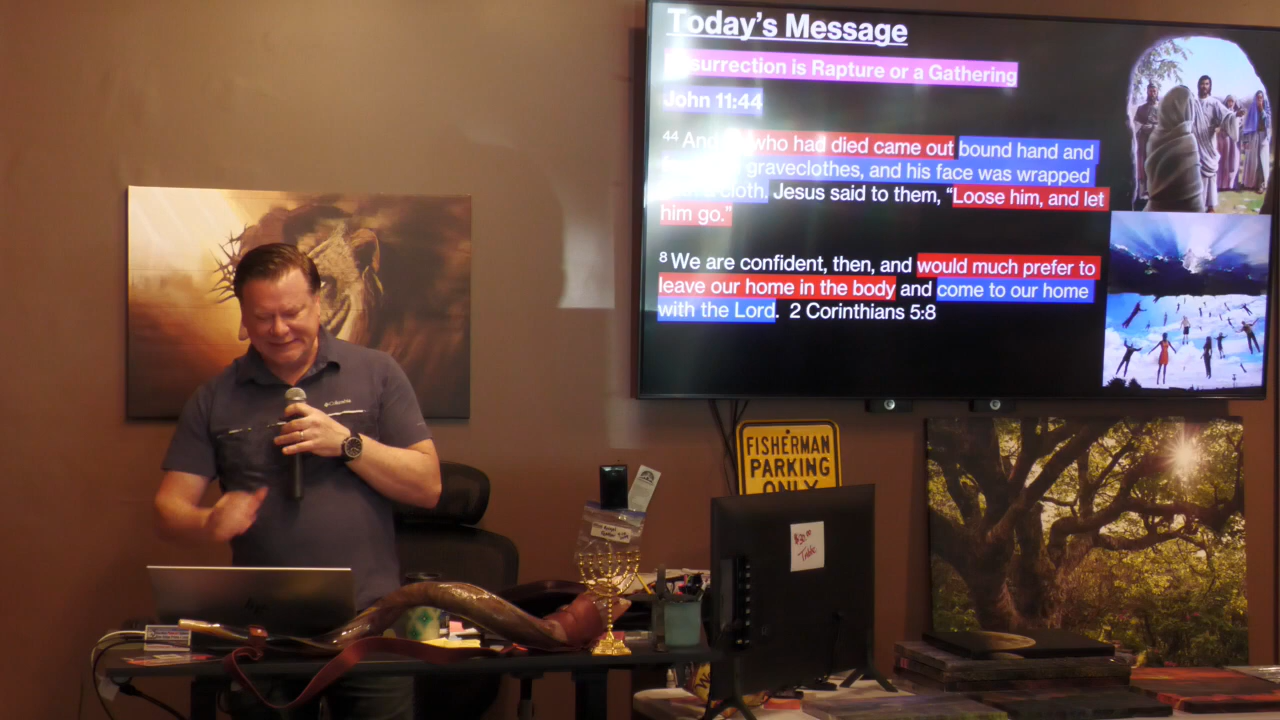 Today's Message
surrection is Rapture or a Gathering
John 11:44
44 And who had died came out bound hand and
graveclothes, and his face was wrapped
cloth. Jesus said to them, “Loose him, and let
him go.”
8 We are confident, then, and would much prefer to
leave our home in the body and come to our home
with the Lord. 2 Corinthians 5:8
Columbia
FISHERMAN
PARKING
ONLY
$30.00